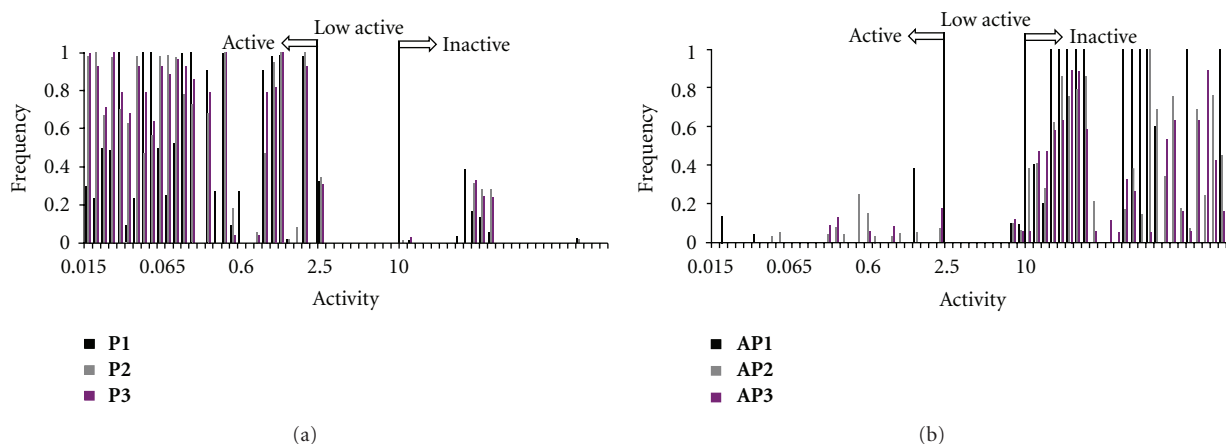 Low active
Active
Inactive
1
0.8
0.6
0.4
0.2
0
Frequency
0.015
0.065
0.6
2.5
10
Activity
P1
P2
P3
(a)
Low active
Active
Inactive
1
0.8
0.6
0.4
0.2
0
Frequency
0.015
0.065
0.6
2.5
10
Activity
AP1
AP2
AP3
(b)